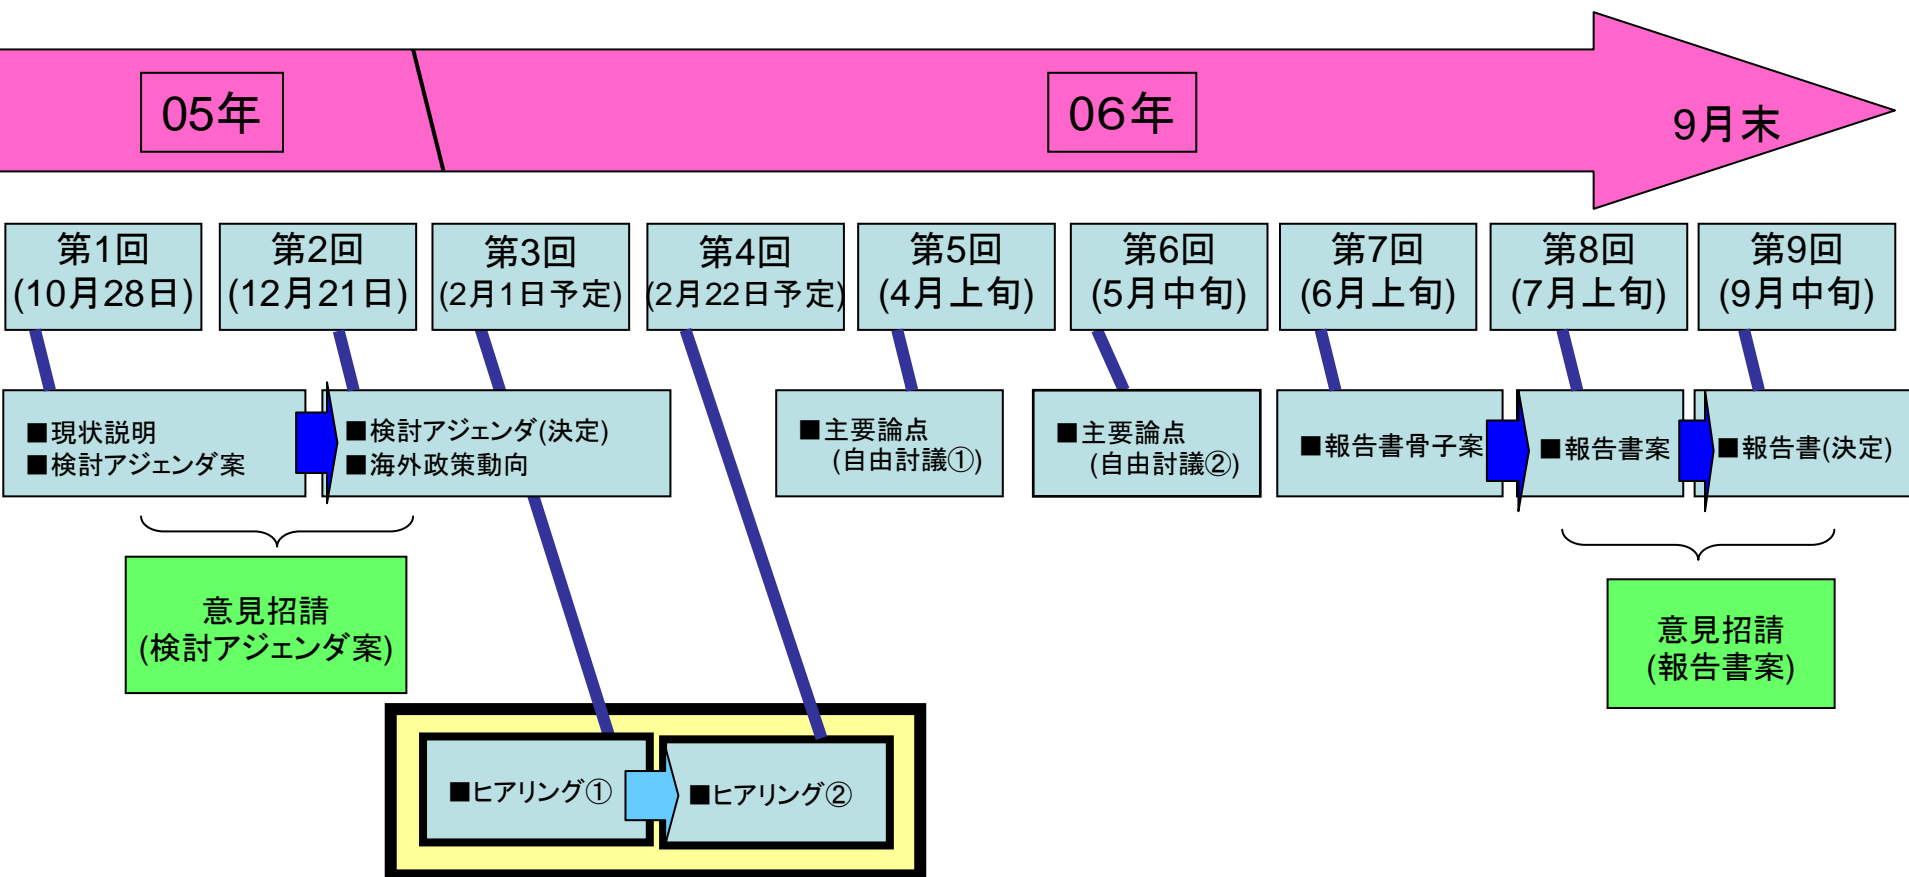 05年
06年
9月末
第1回
(10月28日)
第2回
(12月21日)
第3回
(2月1日予定)
第4回
(2月22日予定)
第5回
(4月上旬)
第6回
(5月中旬)
第7回
(6月上旬)
第8回
(7月上旬)
第9回
(9月中旬)
■現状説明
■検討アジェンダ案
■検討アジェンダ(決定)
■海外政策動向
■主要論点
(自由討議①)
■主要論点
(自由討議②)
■報告書骨子案
■報告書案
■報告書(決定)
意見招請
(検討アジェンダ案)
意見招請
(報告書案)
■ヒアリング①
■ヒアリング②